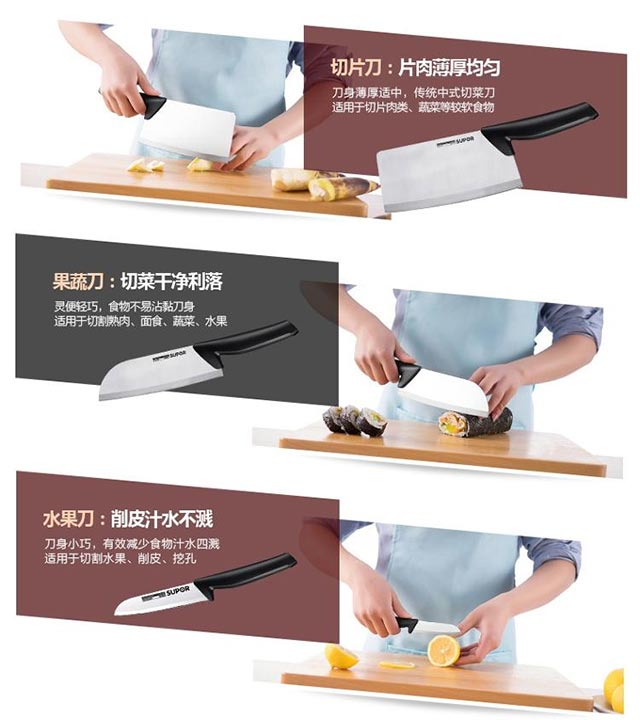 切片刀：片肉薄厚均匀
刀身薄厚适中，传统中式切菜刀
适用于切片肉类、蔬菜等较软食物
SUPOR
果蔬刀：切菜干净利落
灵便轻巧，食物不易沾黏刀身
适用于切割熟肉、面食、蔬菜、水果
SUPOR
水果刀：削皮汁水不溅
刀身小巧，有效减少食物汁水四溅
适用于切割水果、削皮、挖孔
SUPOR